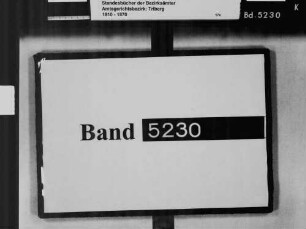 Standesbücher der Bezirksämter
Amtsgerichtsbezirk: Triberg
1810 - 1870
Bd.5230
K
Band 5230